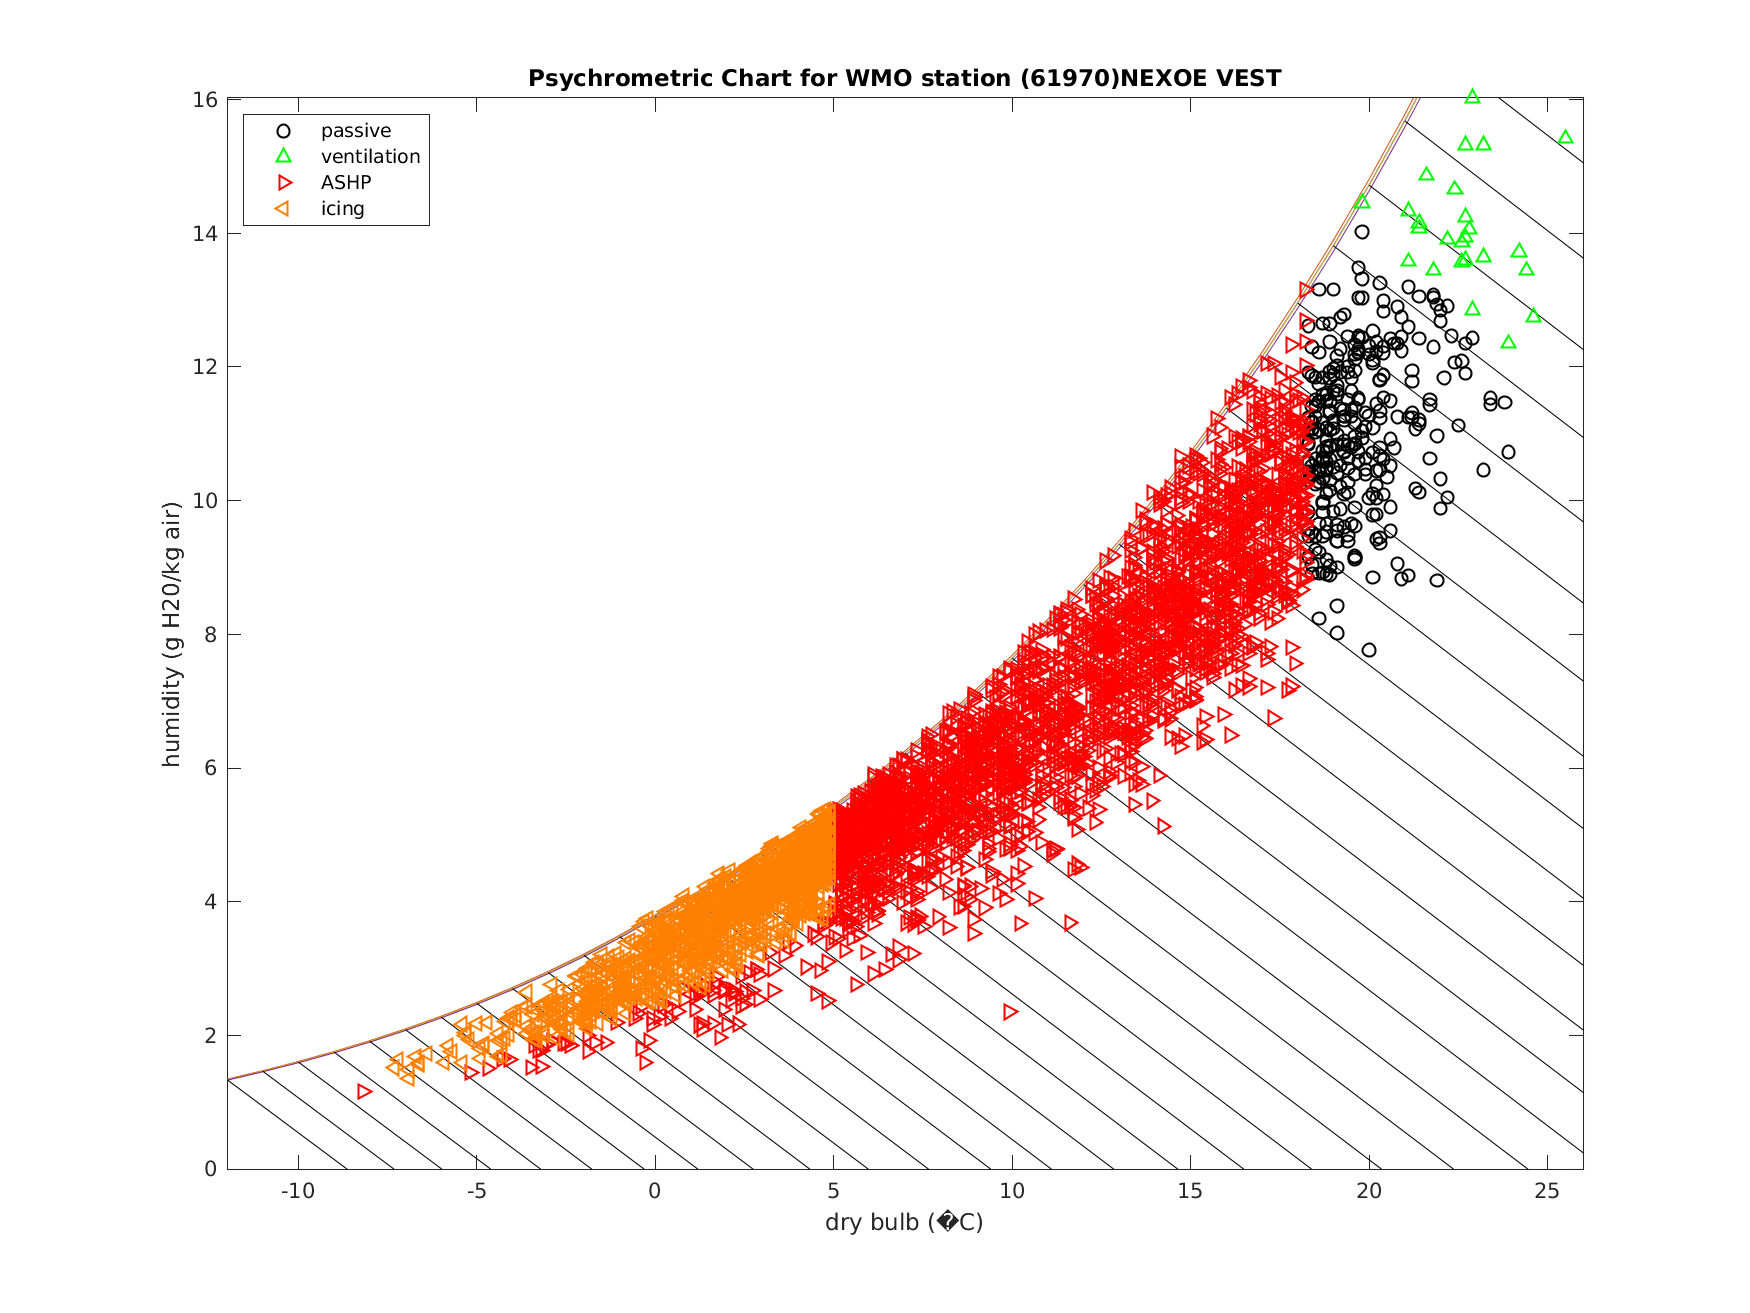 Psychrometric Chart for WMO station (61970)NEXOE VEST
passive
ventilation
ASHP
icing
humidity (g H20/kg air)
16
14
12
10
8
6
4
2
0
-10 -5 0 5 10 15 20 25
dry bulb (�C)